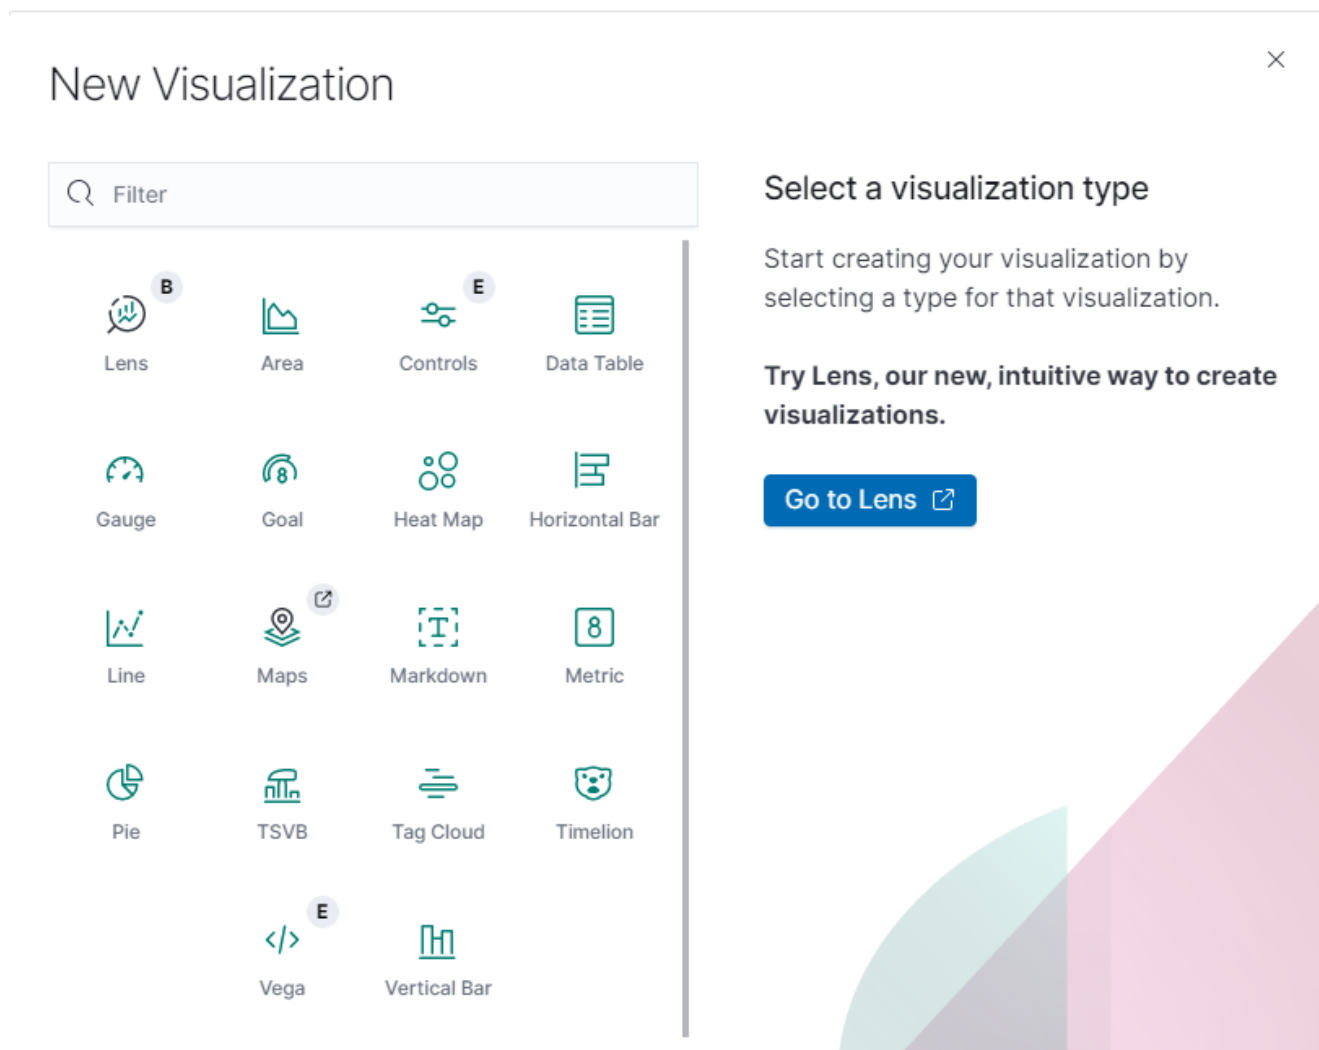 New Visualization
Filter
Select a visualization type
Start creating your visualization by
selecting a type for that visualization.
Try Lens, our new, intuitive way to create
visualizations.
Go to Lens
B
E
Lens Area Controls Data Table
8
Gauge Goal Heat Map Horizontal Bar
T
8
Line Maps Markdown Metric
Pie TSVB Tag Cloud Timelion
E
</>
Vega Vertical Bar